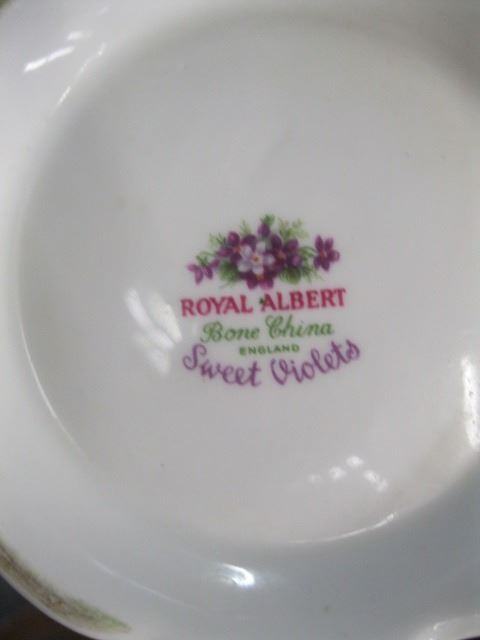 ROYAL ALBERT
Bone China
ENGLAND
Sweet Violets